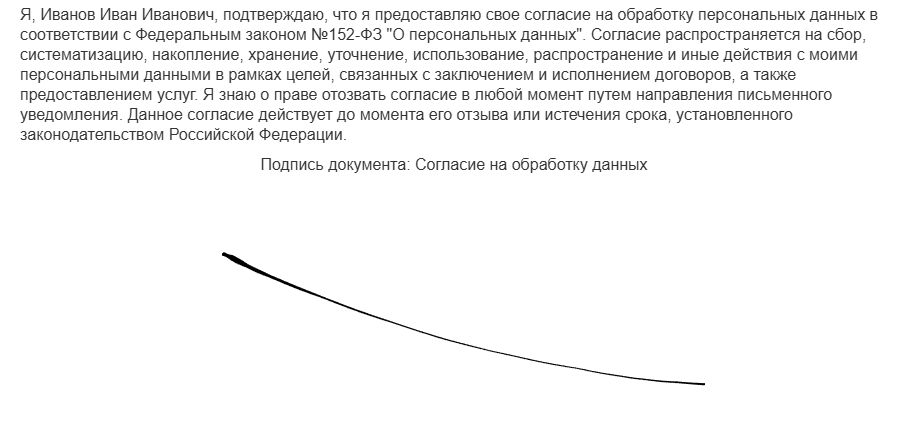 Я, Иванов Иван Иванович, подтверждаю, что я предоставляю свое согласие на обработку персональных данных в
соответствии с Федеральным законом №152-ФЗ "О персональных данных". Согласие распространяется на сбор,
систематизацию, накопление, хранение, уточнение, использование, распространение и иные действия с моими
персональными данными в рамках целей, связанных с заключением и исполнением договоров, а также
предоставлением услуг. Я знаю о праве отозвать согласие в любой момент путем направления письменного
уведомления. Данное согласие действует до момента его отзыва или истечения срока, установленного
законодательством Российской Федерации.
Подпись документа: Согласие на обработку данных